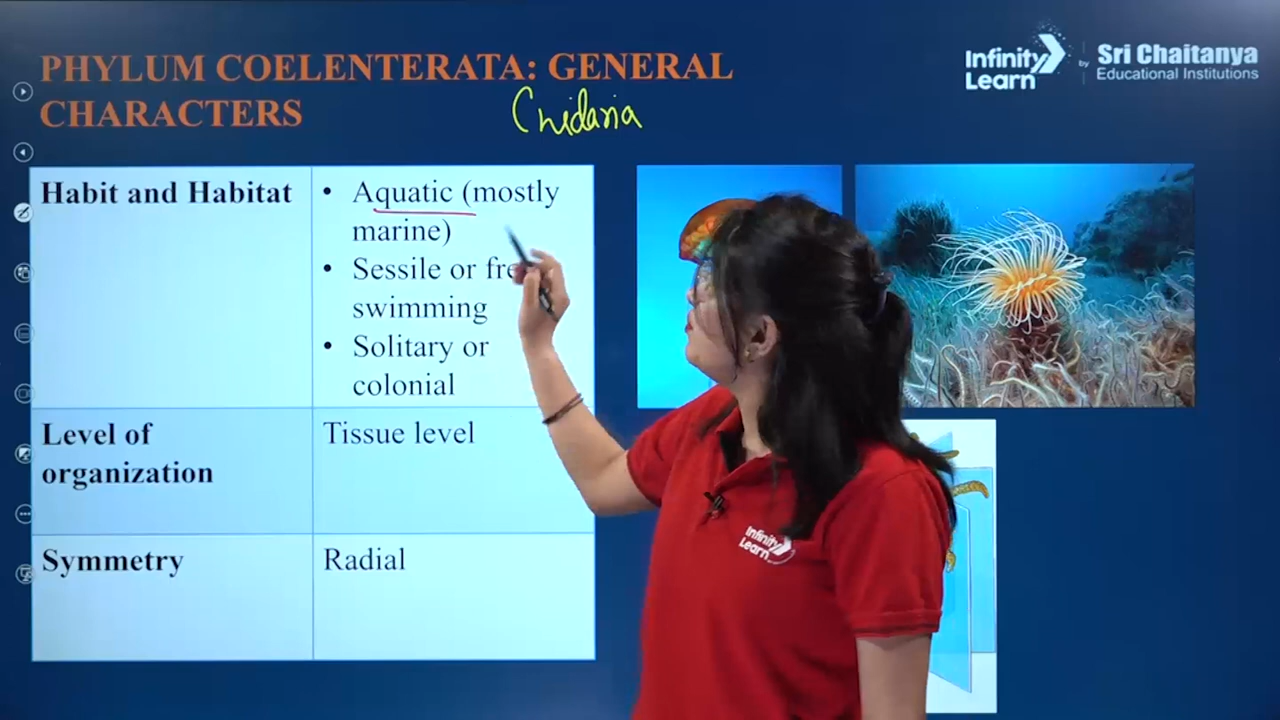 PHYLUM COELENTERATA: GENERAL
CHARACTERS
Cnidaria
Infinity
Learn
by
Sri Chaitanya
Educational Institutions
Habit and Habitat
• Aquatic (mostly
marine)
• Sessile or fre
swimming
• Solitary or
colonial
Level of
organization
Tissue level
Symmetry
Radial
Infinity
Learn